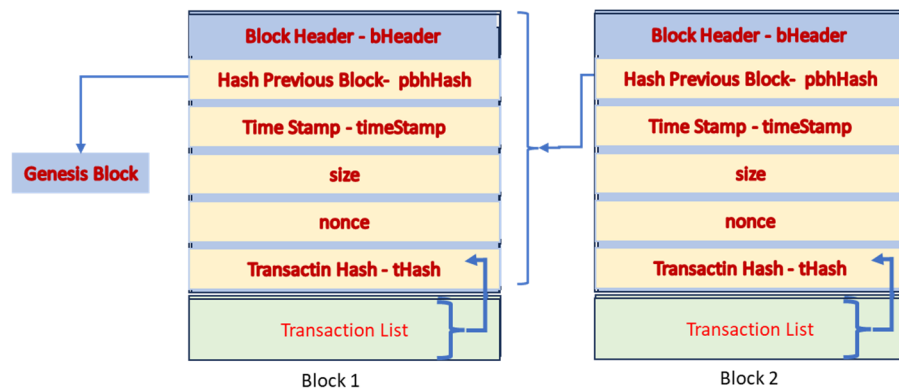 Block Header - bHeader
Hash Previous Block- pbhHash
Time Stamp - timeStamp
size
nonce
Transactin Hash - tHash
Transaction List
Block 1
Genesis Block
Block Header - bHeader
Hash Previous Block- pbhHash
Time Stamp - timeStamp
size
nonce
Transactin Hash - tHash
Transaction List
Block 2